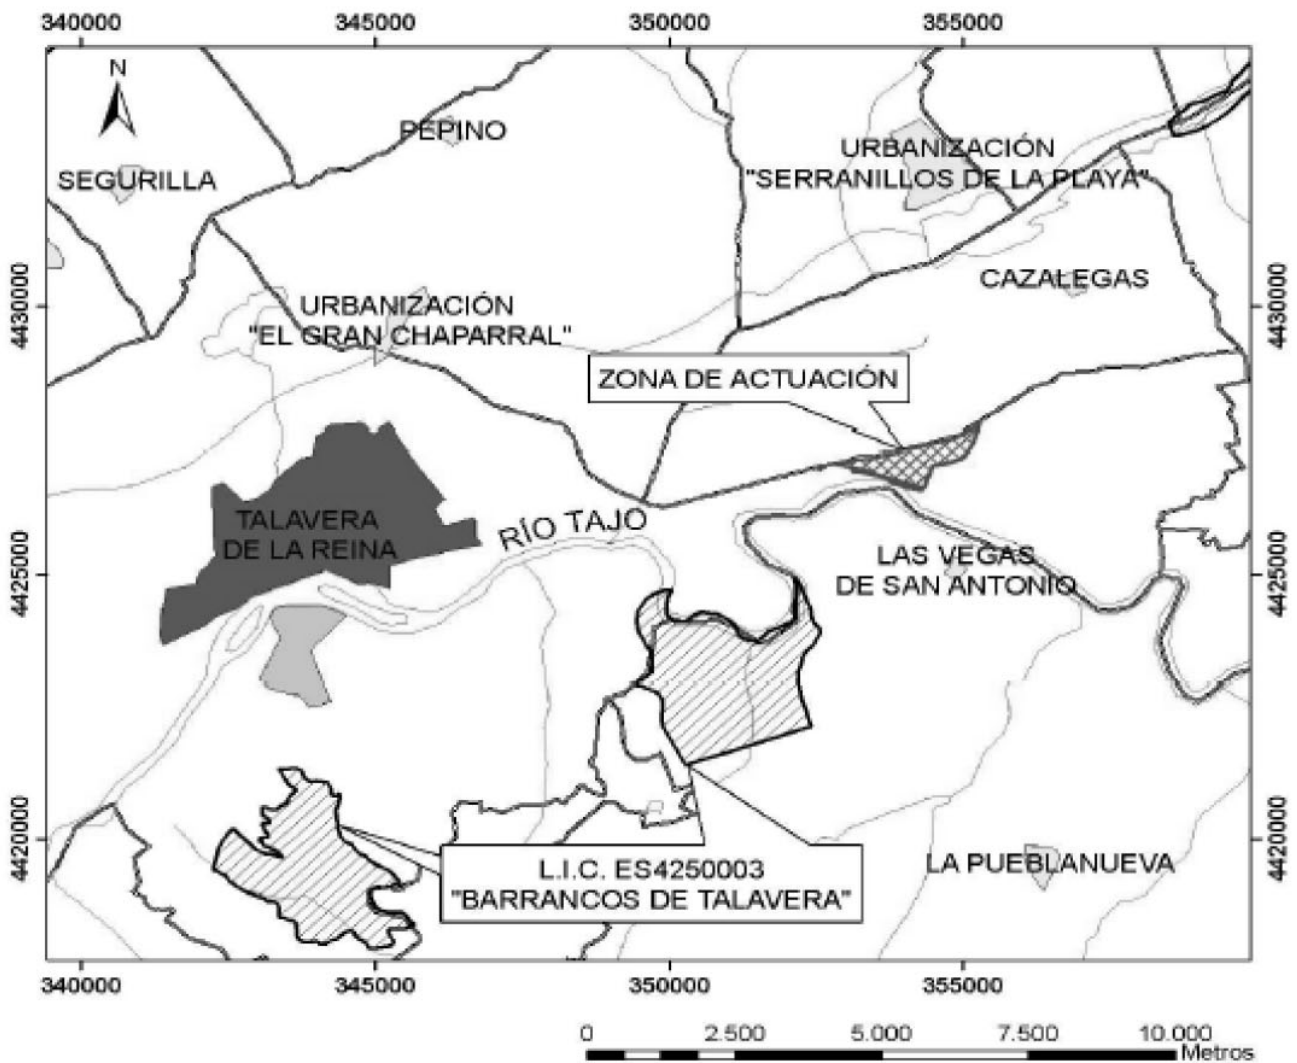 340000 345000 350000 355000
N
PEPINO
SEGURILLA
URBANIZACIÓN
"SERRANILLOS DE LA PLAYA"
CAZALEGAS
4430000
4430000
URBANIZACIÓN
"EL GRAN CHAPARRAL"
ZONA DE ACTUACIÓN
TALAVERA
DE LA REINA
RÍO TAJO
LAS VEGAS
DE SAN ANTONIO
4425000
4425000
4420000
4420000
L.I.C. ES4250003
"BARRANCOS DE TALAVERA"
LA PUEBLANUEVA
340000 345000 350000 355000
0 2.500 5.000 7.500 10.000
Metros